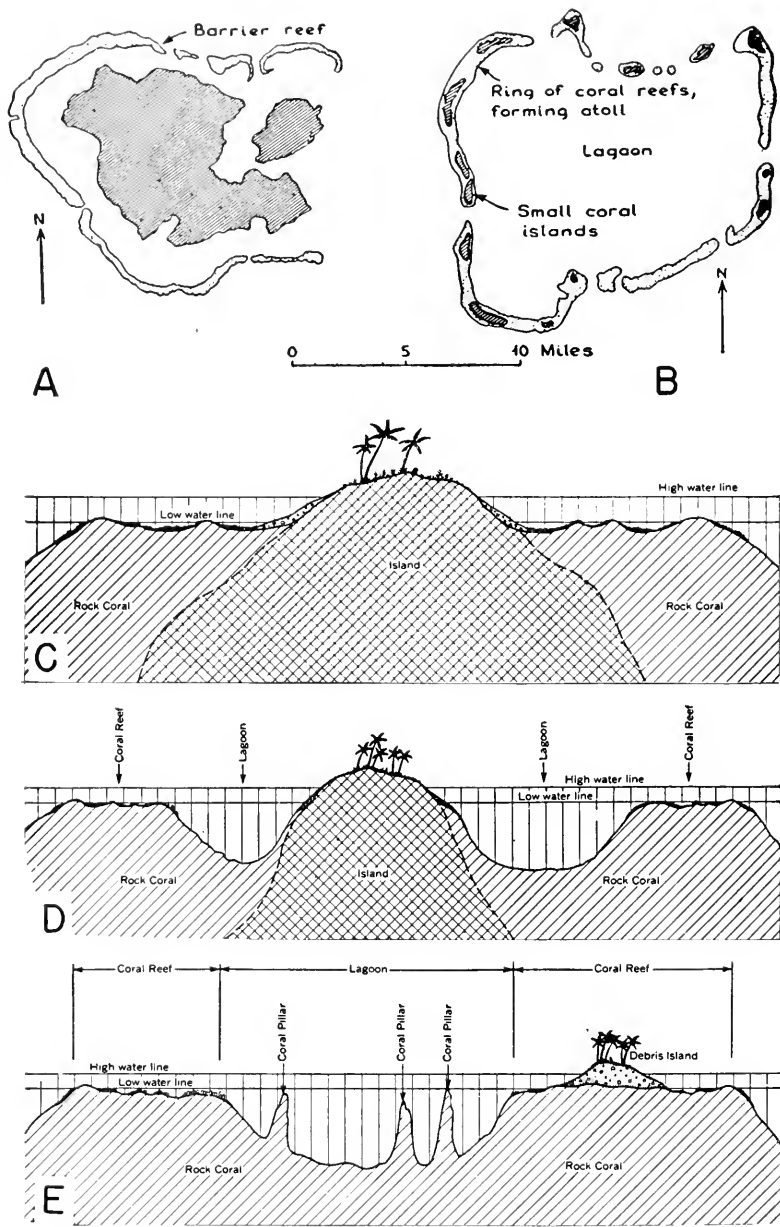 Barrier reef
Ring of coral reefs,
forming atoll
Lagoon
Small coral
islands
N
N
0 5 10 Miles
A
B
High water line
Low water line
Island
Rock Coral
Rock Coral
C
Coral Reef
Lagoon
Lagoon
Coral Reef
High water line
Low water line
Rock Coral
Island
Rock Coral
D
Coral Reef
Lagoon
Coral Reef
Coral Pillar
Coral Pillar
Coral Pillar
Debris Island
High water line
Low water line
Rock Coral
Rock Coral
E